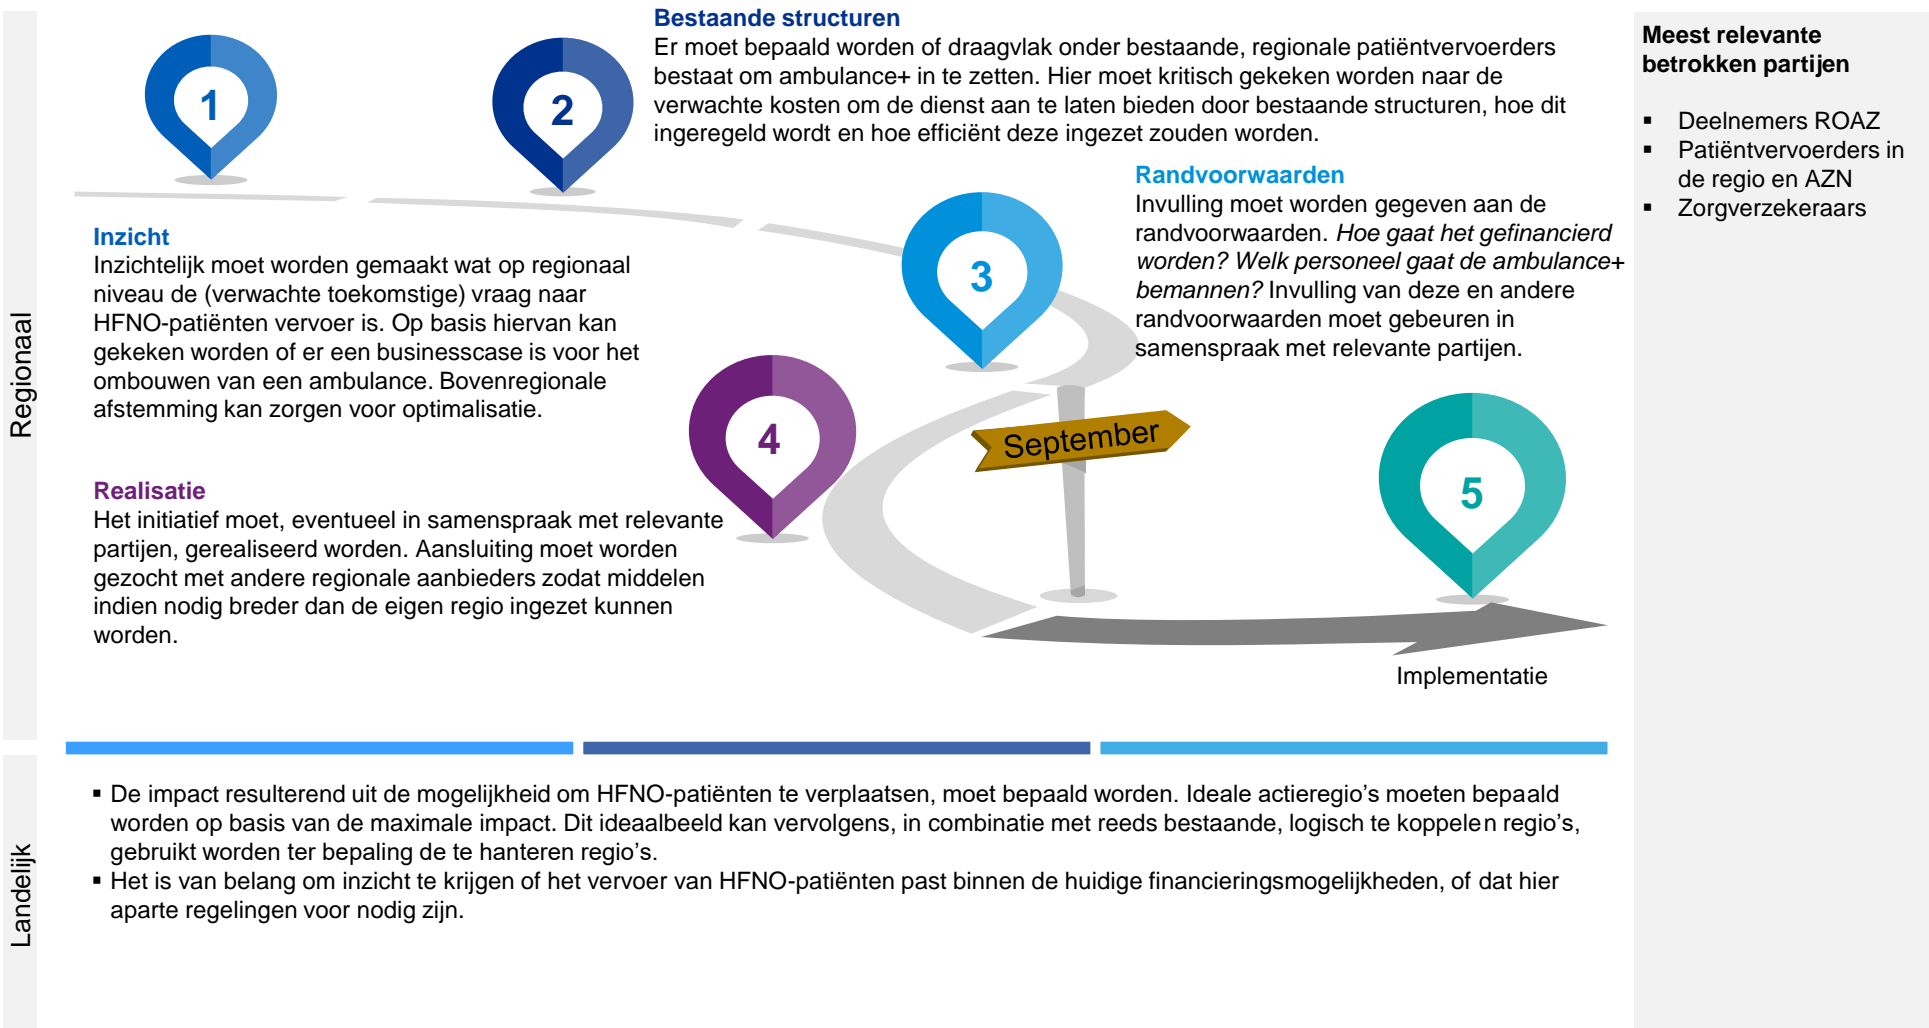 Regionaal
1
2
Bestaande structuren
Er moet bepaald worden of draagvlak onder bestaande, regionale patiëntvervoerders
bestaat om ambulance+ in te zetten. Hier moet kritisch gekeken worden naar de
verwachte kosten om de dienst aan te laten bieden door bestaande structuren, hoe dit
ingeregeld wordt en hoe efficiënt deze ingezet zouden worden.
Inzicht
Inzichtelijk moet worden gemaakt wat op regionaal
niveau de (verwachte toekomstige) vraag naar
HFNO-patiënten vervoer is. Op basis hiervan kan
gekeken worden of er een businesscase is voor het
ombouwen van een ambulance. Bovenregionale
afstemming kan zorgen voor optimalisatie.
3
Randvoorwaarden
Invulling moet worden gegeven aan de
randvoorwaarden. Hoe gaat het gefinancierd
worden? Welk personeel gaat de ambulance+
bemannen? Invulling van deze en andere
randvoorwaarden moet gebeuren in
samenspraak met relevante partijen.
4
Realisatie
Het initiatief moet, eventueel in samenspraak met relevante
partijen, gerealiseerd worden. Aansluiting moet worden
gezocht met andere regionale aanbieders zodat middelen
indien nodig breder dan de eigen regio ingezet kunnen
worden.
September
5
Implementatie
Landelijk
▪ De impact resulterend uit de mogelijkheid om HFNO-patiënten te verplaatsen, moet bepaald worden. Ideale actieregio's moeten bepaald
worden op basis van de maximale impact. Dit ideaalbeeld kan vervolgens, in combinatie met reeds bestaande, logisch te koppelen regio's,
gebruikt worden ter bepaling de te hanteren regio's.
▪ Het is van belang om inzicht te krijgen of het vervoer van HFNO-patiënten past binnen de huidige financieringsmogelijkheden, of dat hier
aparte regelingen voor nodig zijn.
Meest relevante
betrokken partijen
▪ Deelnemers ROAZ
▪ Patiëntvervoerders in
de regio en AZN
▪ Zorgverzekeraars